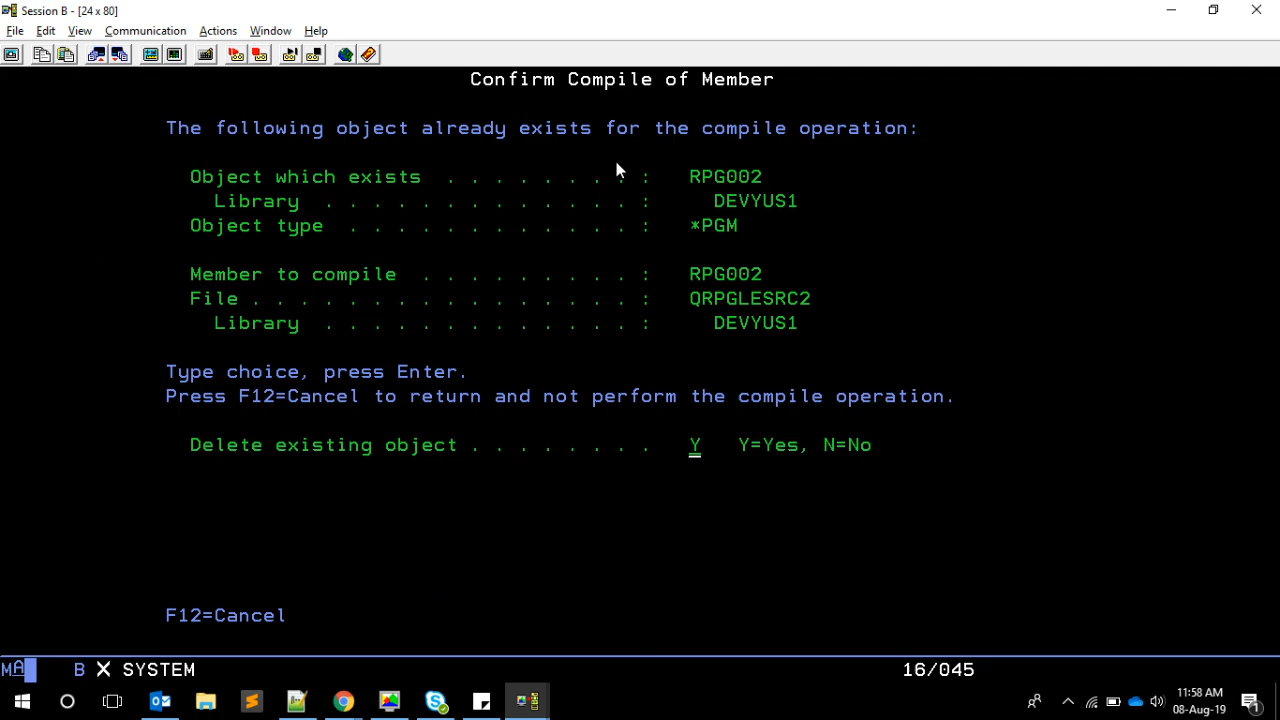 Session B - [24 x 80]
File Edit View Communication Actions Window Help
Confirm Compile of Member
The following object already exists for the compile operation:
Object which exists . . . . . . . . : RPG002
Library . . . . . . . . . . . . . : DEVYUS1
Object type . . . . . . . . . . . . : *PGM
Member to compile . . . . . . . . . : RPG002
File . . . . . . . . . . . . . . . . : QRPGLESRC2
Library . . . . . . . . . . . . . : DEVYUS1
Type choice, press Enter.
Press F12=Cancel to return and not perform the compile operation.
Delete existing object . . . . . . . . Y Y=Yes, N=No
F12=Cancel
MA B X SYSTEM 16/045
11:58 AM
08-Aug-19
1